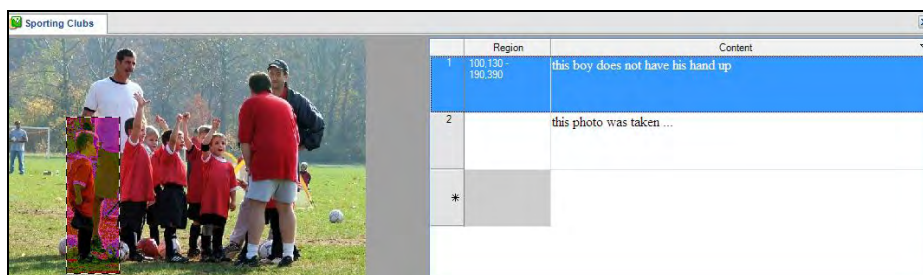 Sporting Clubs
Region Content
1 100,130 - this boy does not have his hand up
190,390
2 this photo was taken ...
*